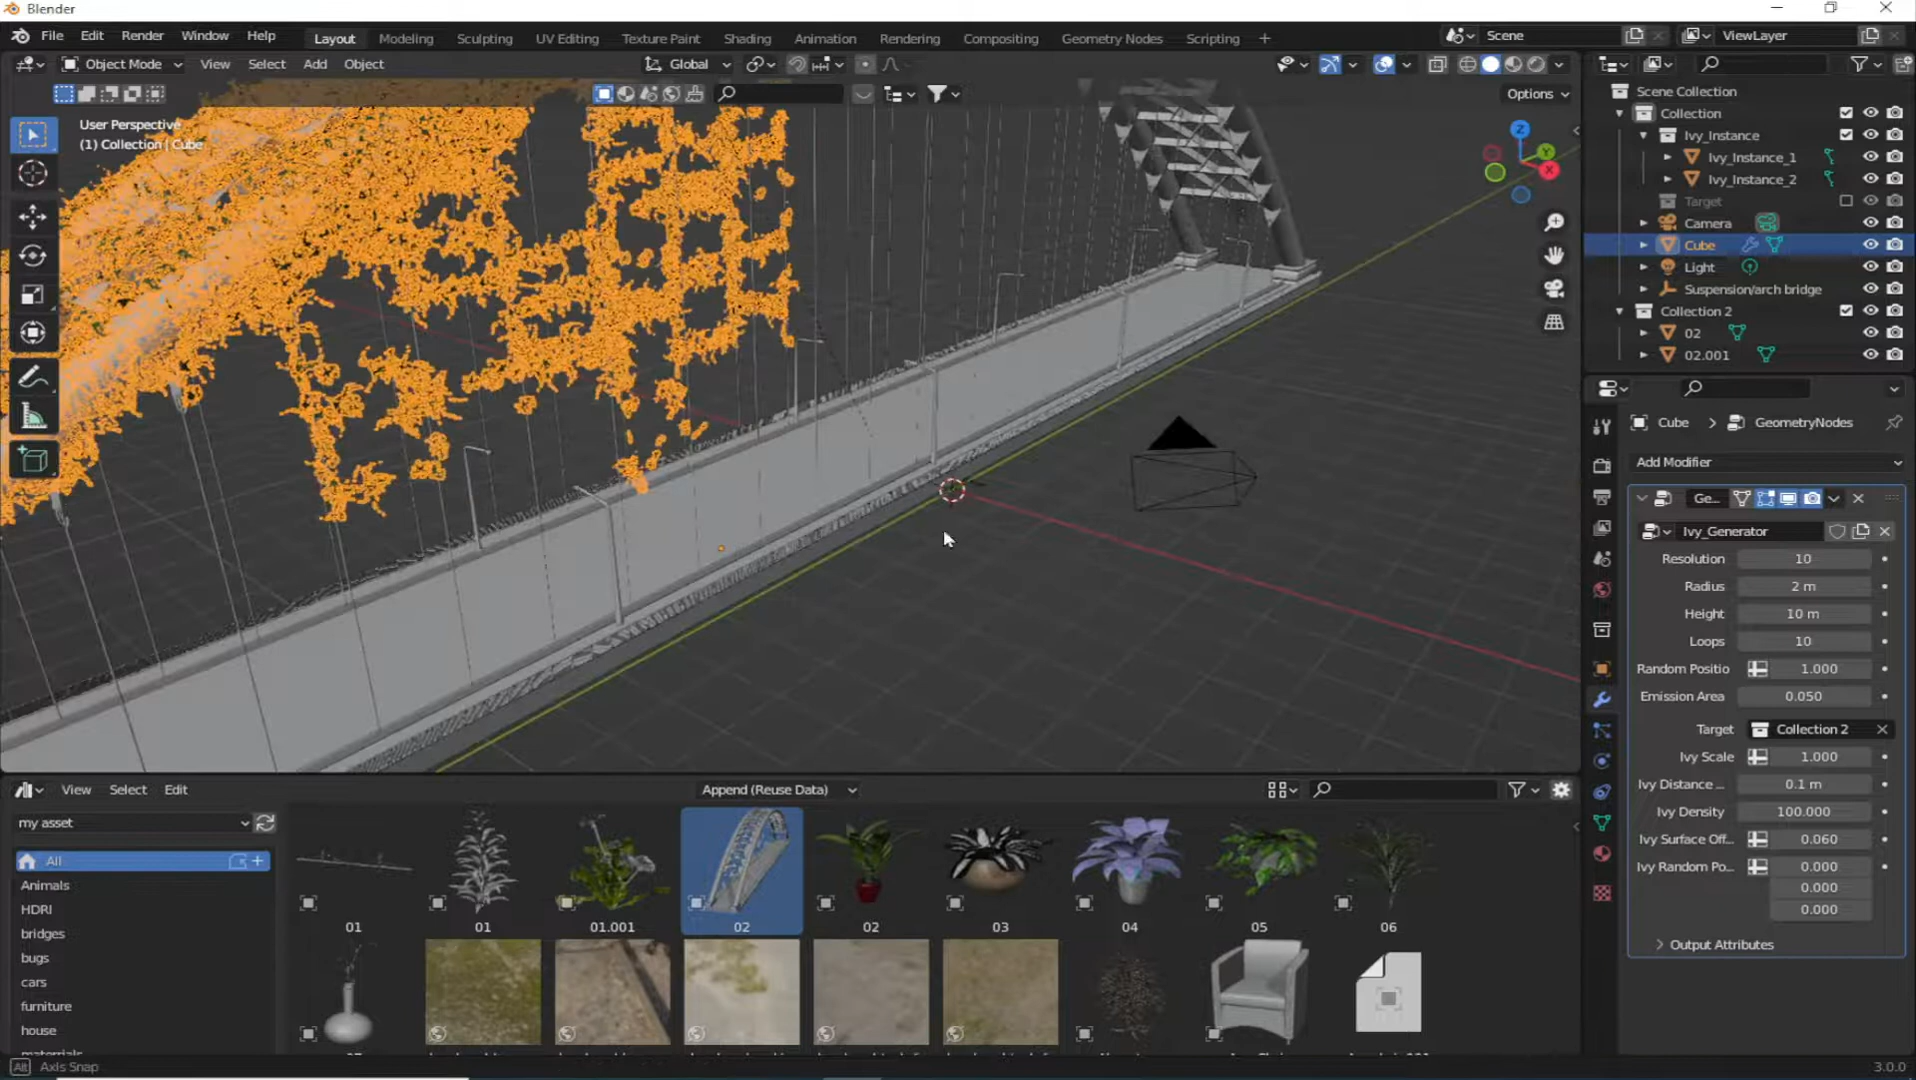 Blender
File Edit Render Window Help
Layout Modeling Sculpting UV Editing Texture Paint Shading Animation Rendering Compositing Geometry Nodes Scripting +
Scene
ViewLayer
Object Mode View Select Add Object
Global
Options
User Perspective
(1) Collection | Cube
Z
Y
X
Scene Collection
Collection
Ivy_Instance
Ivy_Instance_1
Ivy_Instance_2
Target
Camera
Cube
Light
Suspension/arch bridge
Collection 2
02
02.001
Cube > GeometryNodes
Add Modifier
Ge...
Ivy_Generator
Resolution 10
Radius 2 m
Height 10 m
Loops 10
Random Positio 1.000
Emission Area 0.050
Target Collection 2
Ivy Scale 1.000
Ivy Distance ... 0.1 m
Ivy Density 100.000
Ivy Surface Off... 0.060
Ivy Random Po... 0.000
0.000
0.000
Output Attributes
View Select Edit
Append (Reuse Data)
my asset
All
Animals
HDRI
bridges
bugs
cars
furniture
house
01 01 01.001 02 02 03 04 05 06
Alt Axis Snap
3.0.0